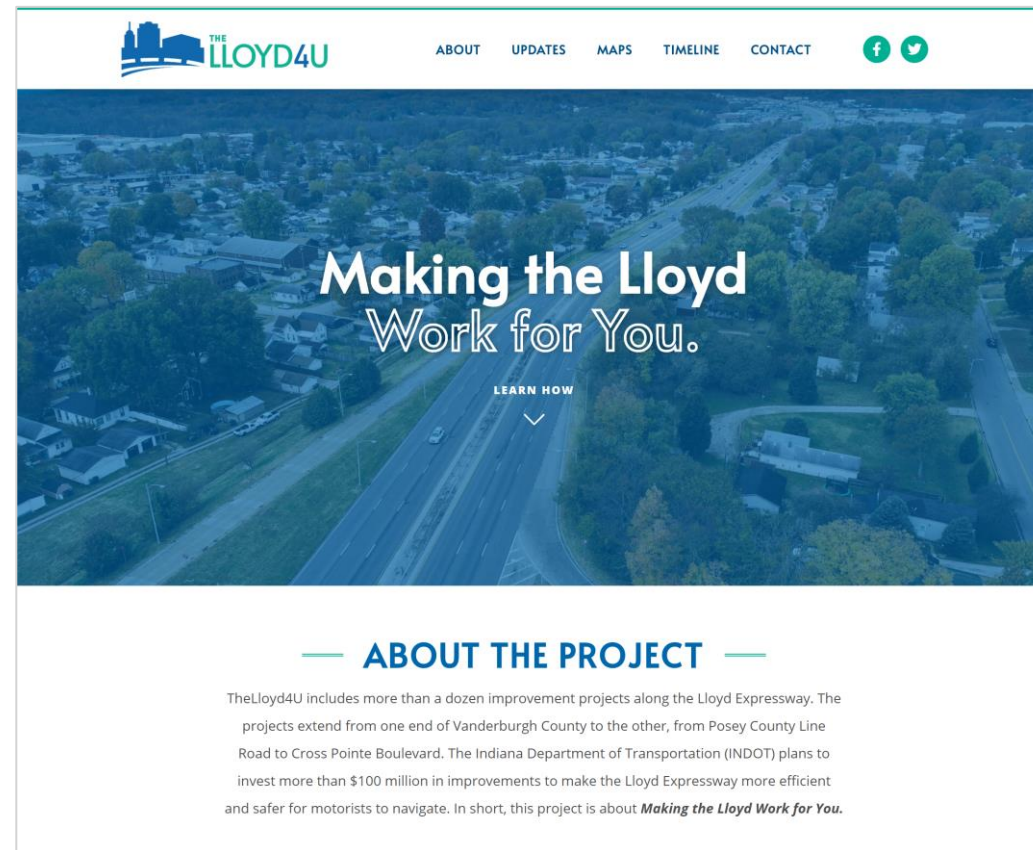 THE
LLOYD4U
ABOUT UPDATES MAPS TIMELINE CONTACT
Making the Lloyd
Work for You.
LEARN HOW
ABOUT THE PROJECT
TheLloyd4U includes more than a dozen improvement projects along the Lloyd Expressway. The
projects extend from one end of Vanderburgh County to the other, from Posey County Line
Road to Cross Pointe Boulevard. The Indiana Department of Transportation (INDOT) plans to
invest more than $100 million in improvements to make the Lloyd Expressway more efficient
and safer for motorists to navigate. In short, this project is about Making the Lloyd Work for You.